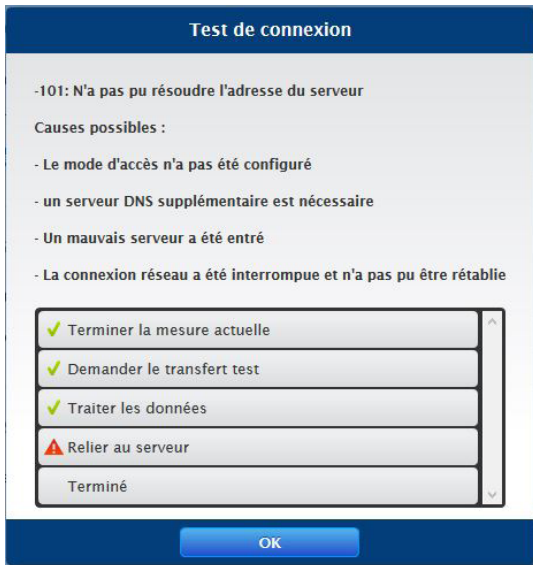 Test de connexion
-101: N'a pas pu résoudre l'adresse du serveur
Causes possibles :
- Le mode d'accès n'a pas été configuré
- un serveur DNS supplémentaire est nécessaire
- Un mauvais serveur a été entré
- La connexion réseau a été interrompue et n'a pas pu être rétablie
Terminer la mesure actuelle
Demander le transfert test
Traiter les données
Relier au serveur
Terminé
OK